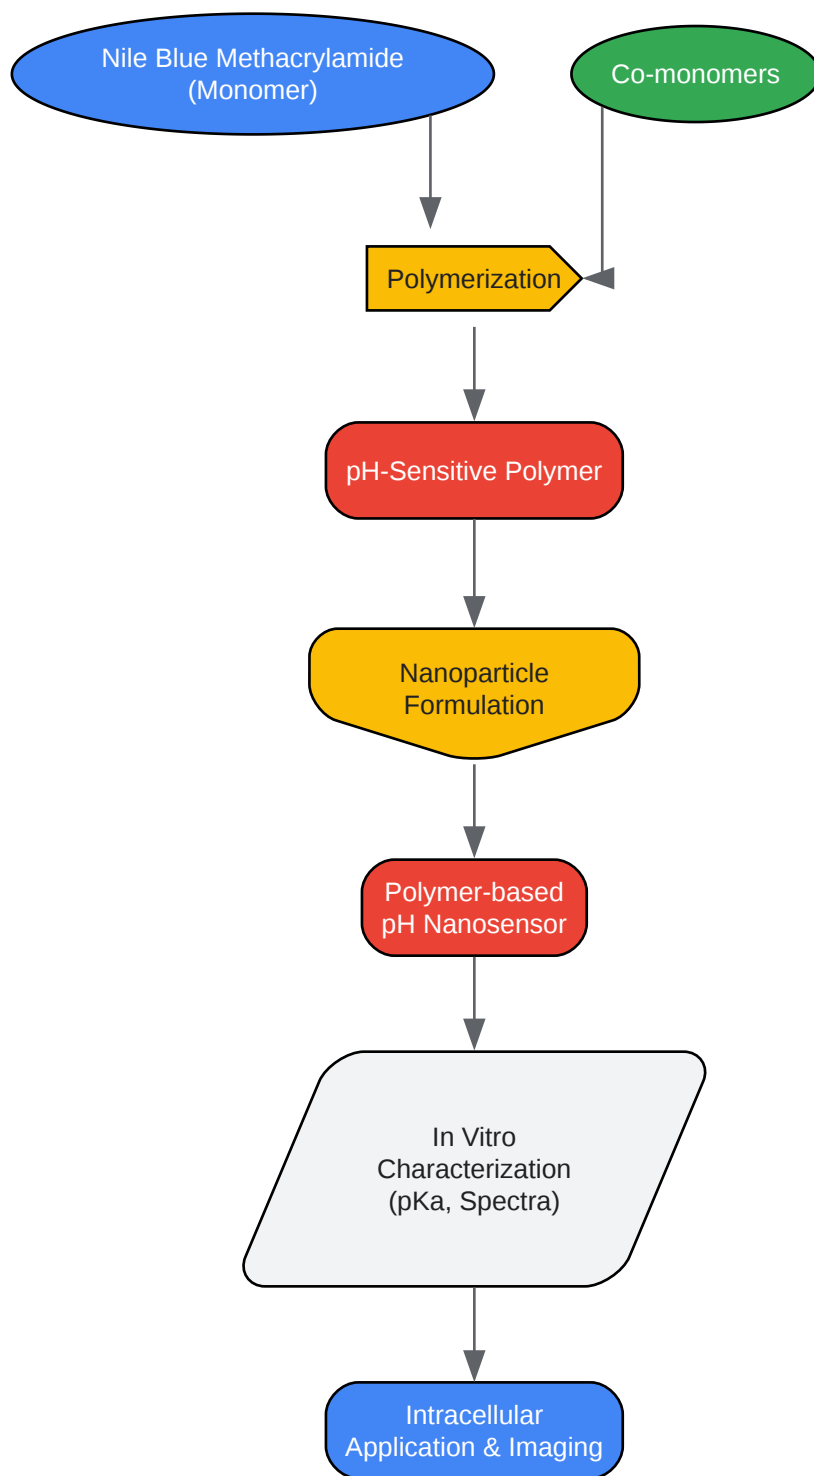 Nile Blue Methacrylamide
(Monomer)
Co-monomers
Polymerization
pH-Sensitive Polymer
Nanoparticle
Formulation
Polymer-based
pH Nanosensor
In Vitro
Characterization
(pKa, Spectra)
Intracellular
Application & Imaging